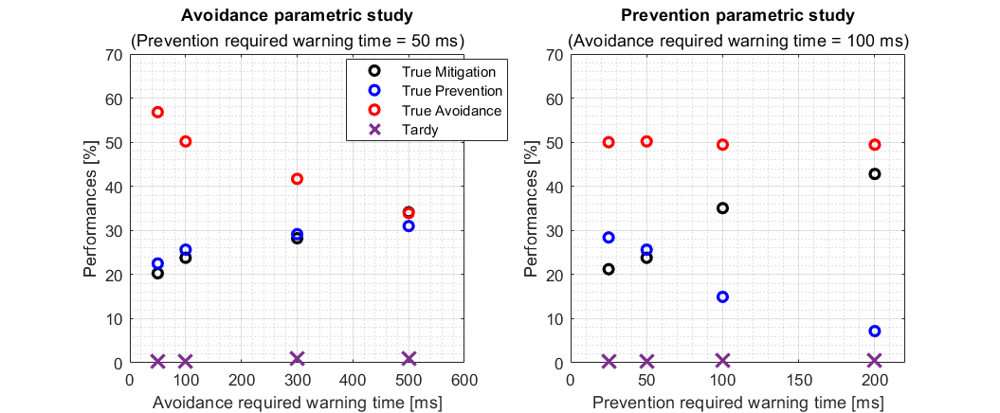 Avoidance parametric study
(Prevention required warning time = 50 ms)
70
60
50
40
30
20
10
0
0 100 200 300 400 500 600
Performances [%]
Avoidance required warning time [ms]
True Mitigation
True Prevention
True Avoidance
Tardy
Prevention parametric study
(Avoidance required warning time = 100 ms)
70
60
50
40
30
20
10
0
0 50 100 150 200
Performances [%]
Prevention required warning time [ms]